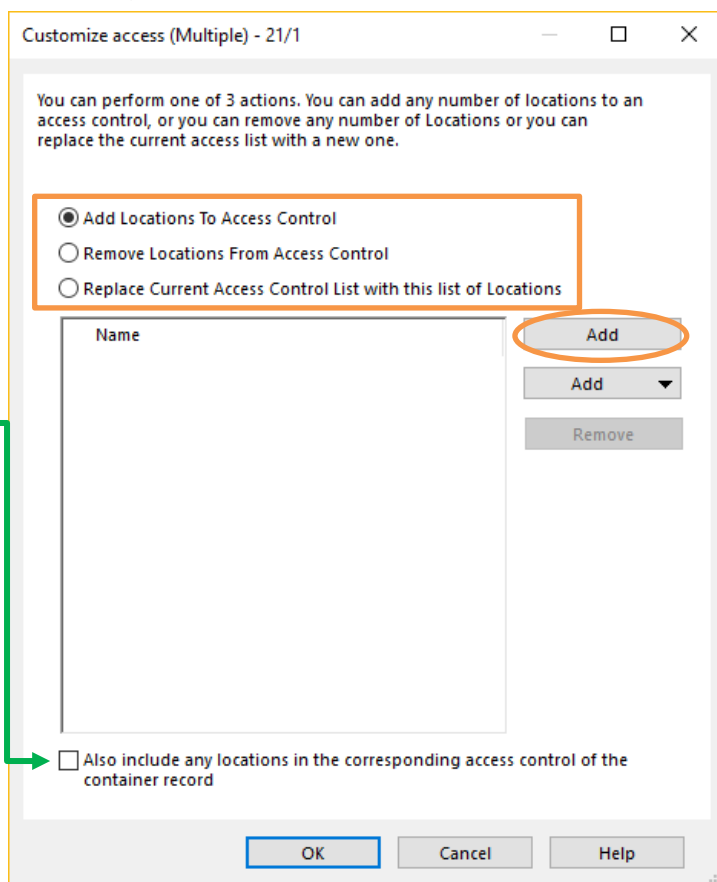 Customize access (Multiple) - 21/1
You can perform one of 3 actions. You can add any number of locations to an
access control, or you can remove any number of Locations or you can
replace the current access list with a new one.
Add Locations To Access Control
Remove Locations From Access Control
Replace Current Access Control List with this list of Locations
Name
Add
Add
Remove
Also include any locations in the corresponding access control of the
container record
OK Cancel Help